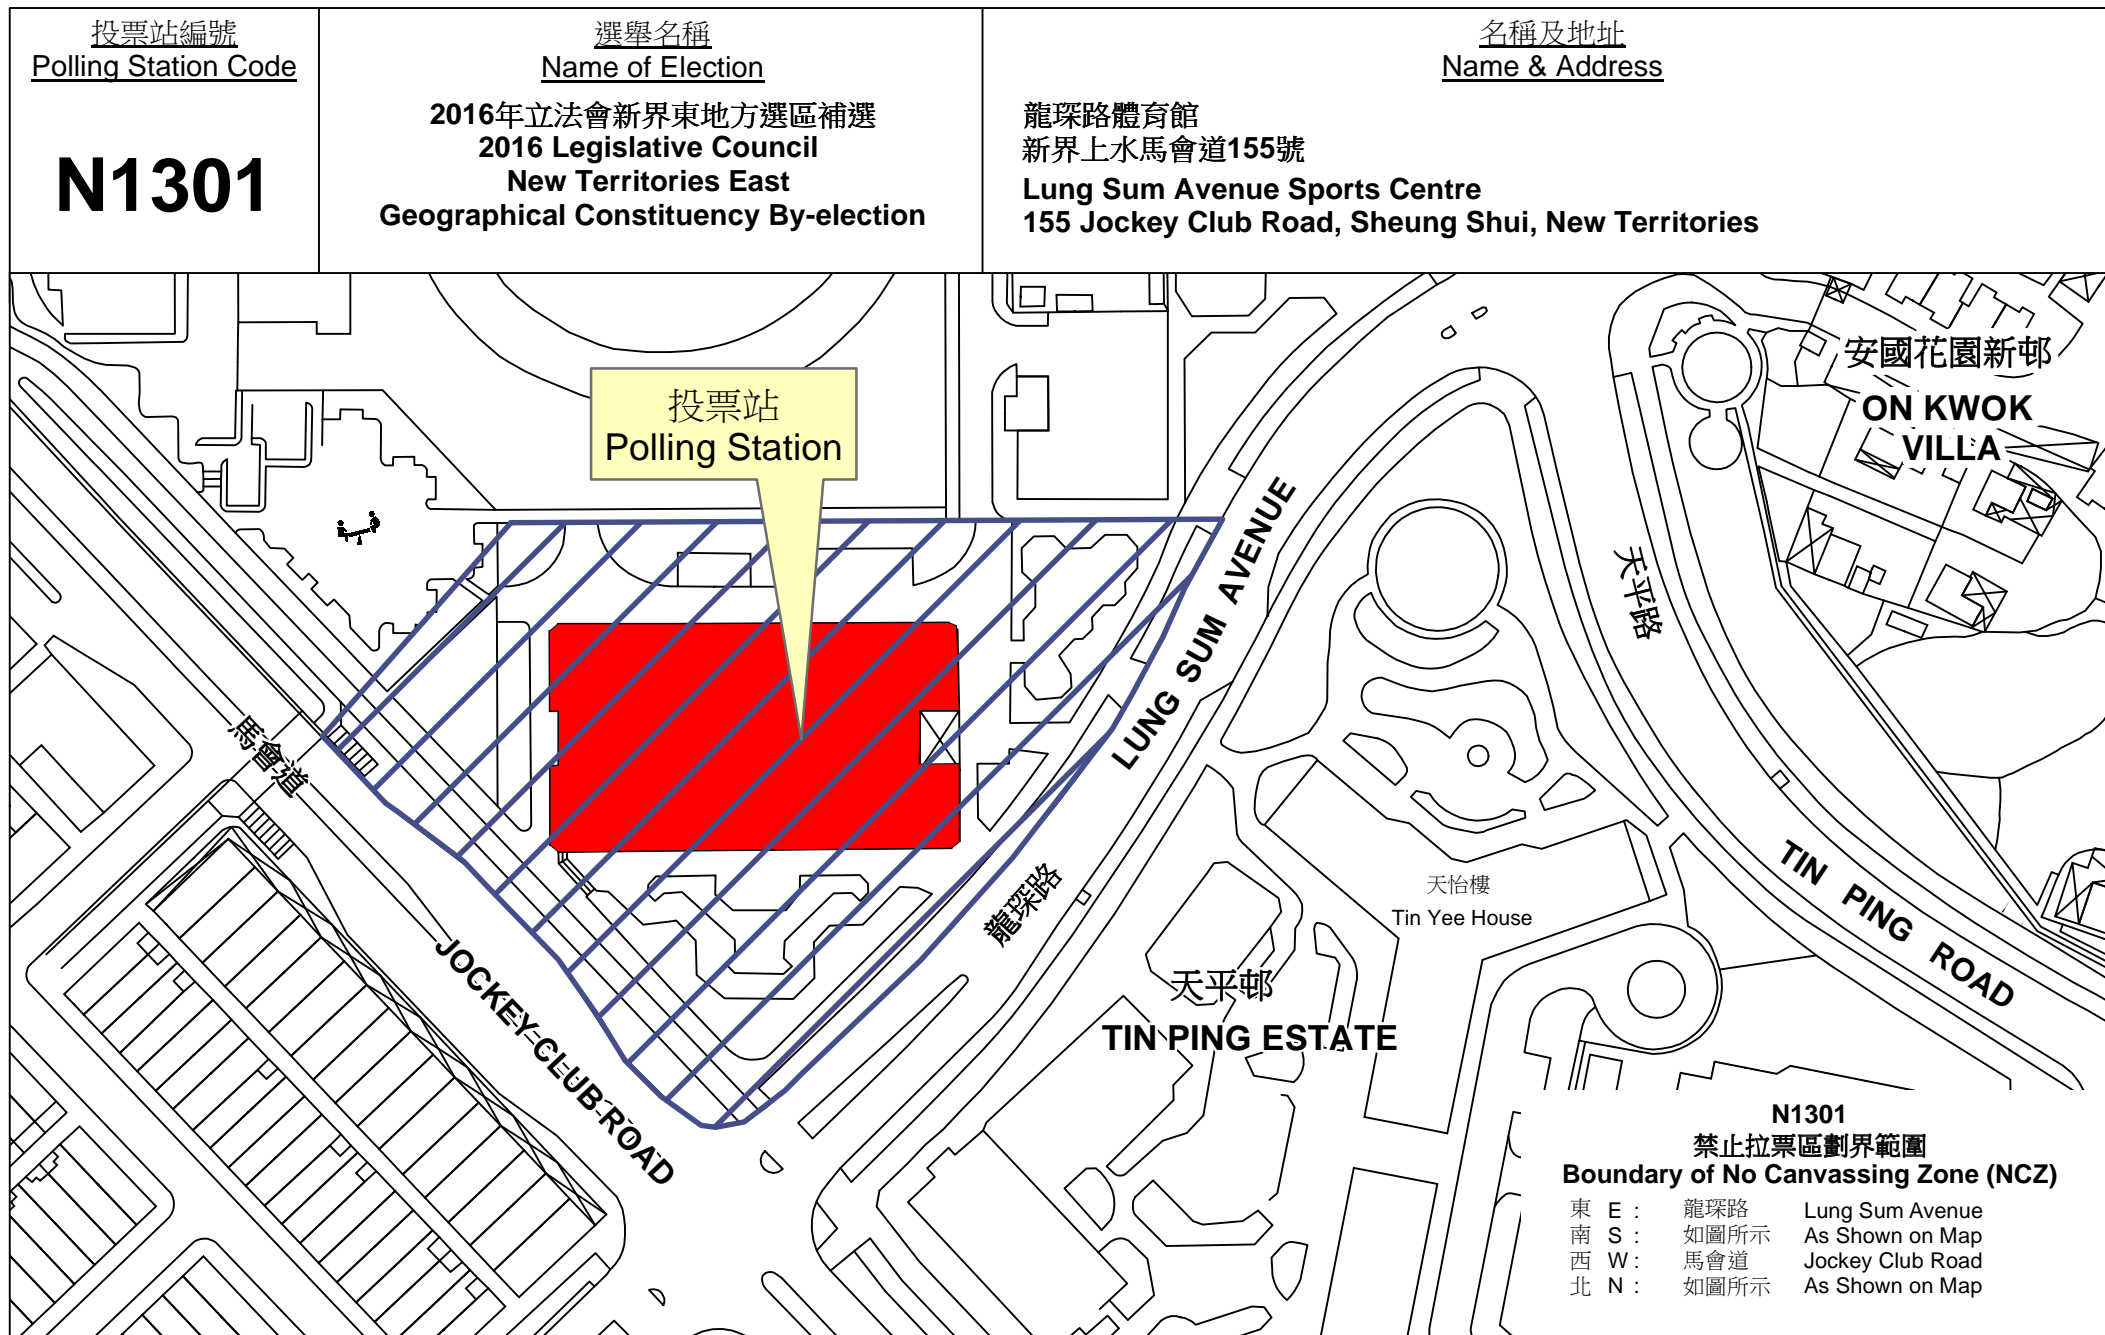 投票站編號
Polling Station Code
N1301
選舉名稱
Name of Election
2016年立法會新界東地方選區補選
2016 Legislative Council
New Territories East
Geographical Constituency By-election
名稱及地址
Name & Address
龍琛路體育館
新界上水馬會道155號
Lung Sum Avenue Sports Centre
155 Jockey Club Road, Sheung Shui, New Territories
投票站
Polling Station
安國花園新邨
ON KWOK
VILLA
LUNG SUM AVENUE
天平路
馬會道
龍琛路
天怡樓
Tin Yee House
TIN PING ROAD
JOCKEY CLUB ROAD
天平邨
TIN PING ESTATE
N1301
禁止拉票區劃界範圍
Boundary of No Canvassing Zone (NCZ)
東 E : 龍琛路 Lung Sum Avenue
南 S : 如圖所示 As Shown on Map
西 W : 馬會道 Jockey Club Road
北 N : 如圖所示 As Shown on Map